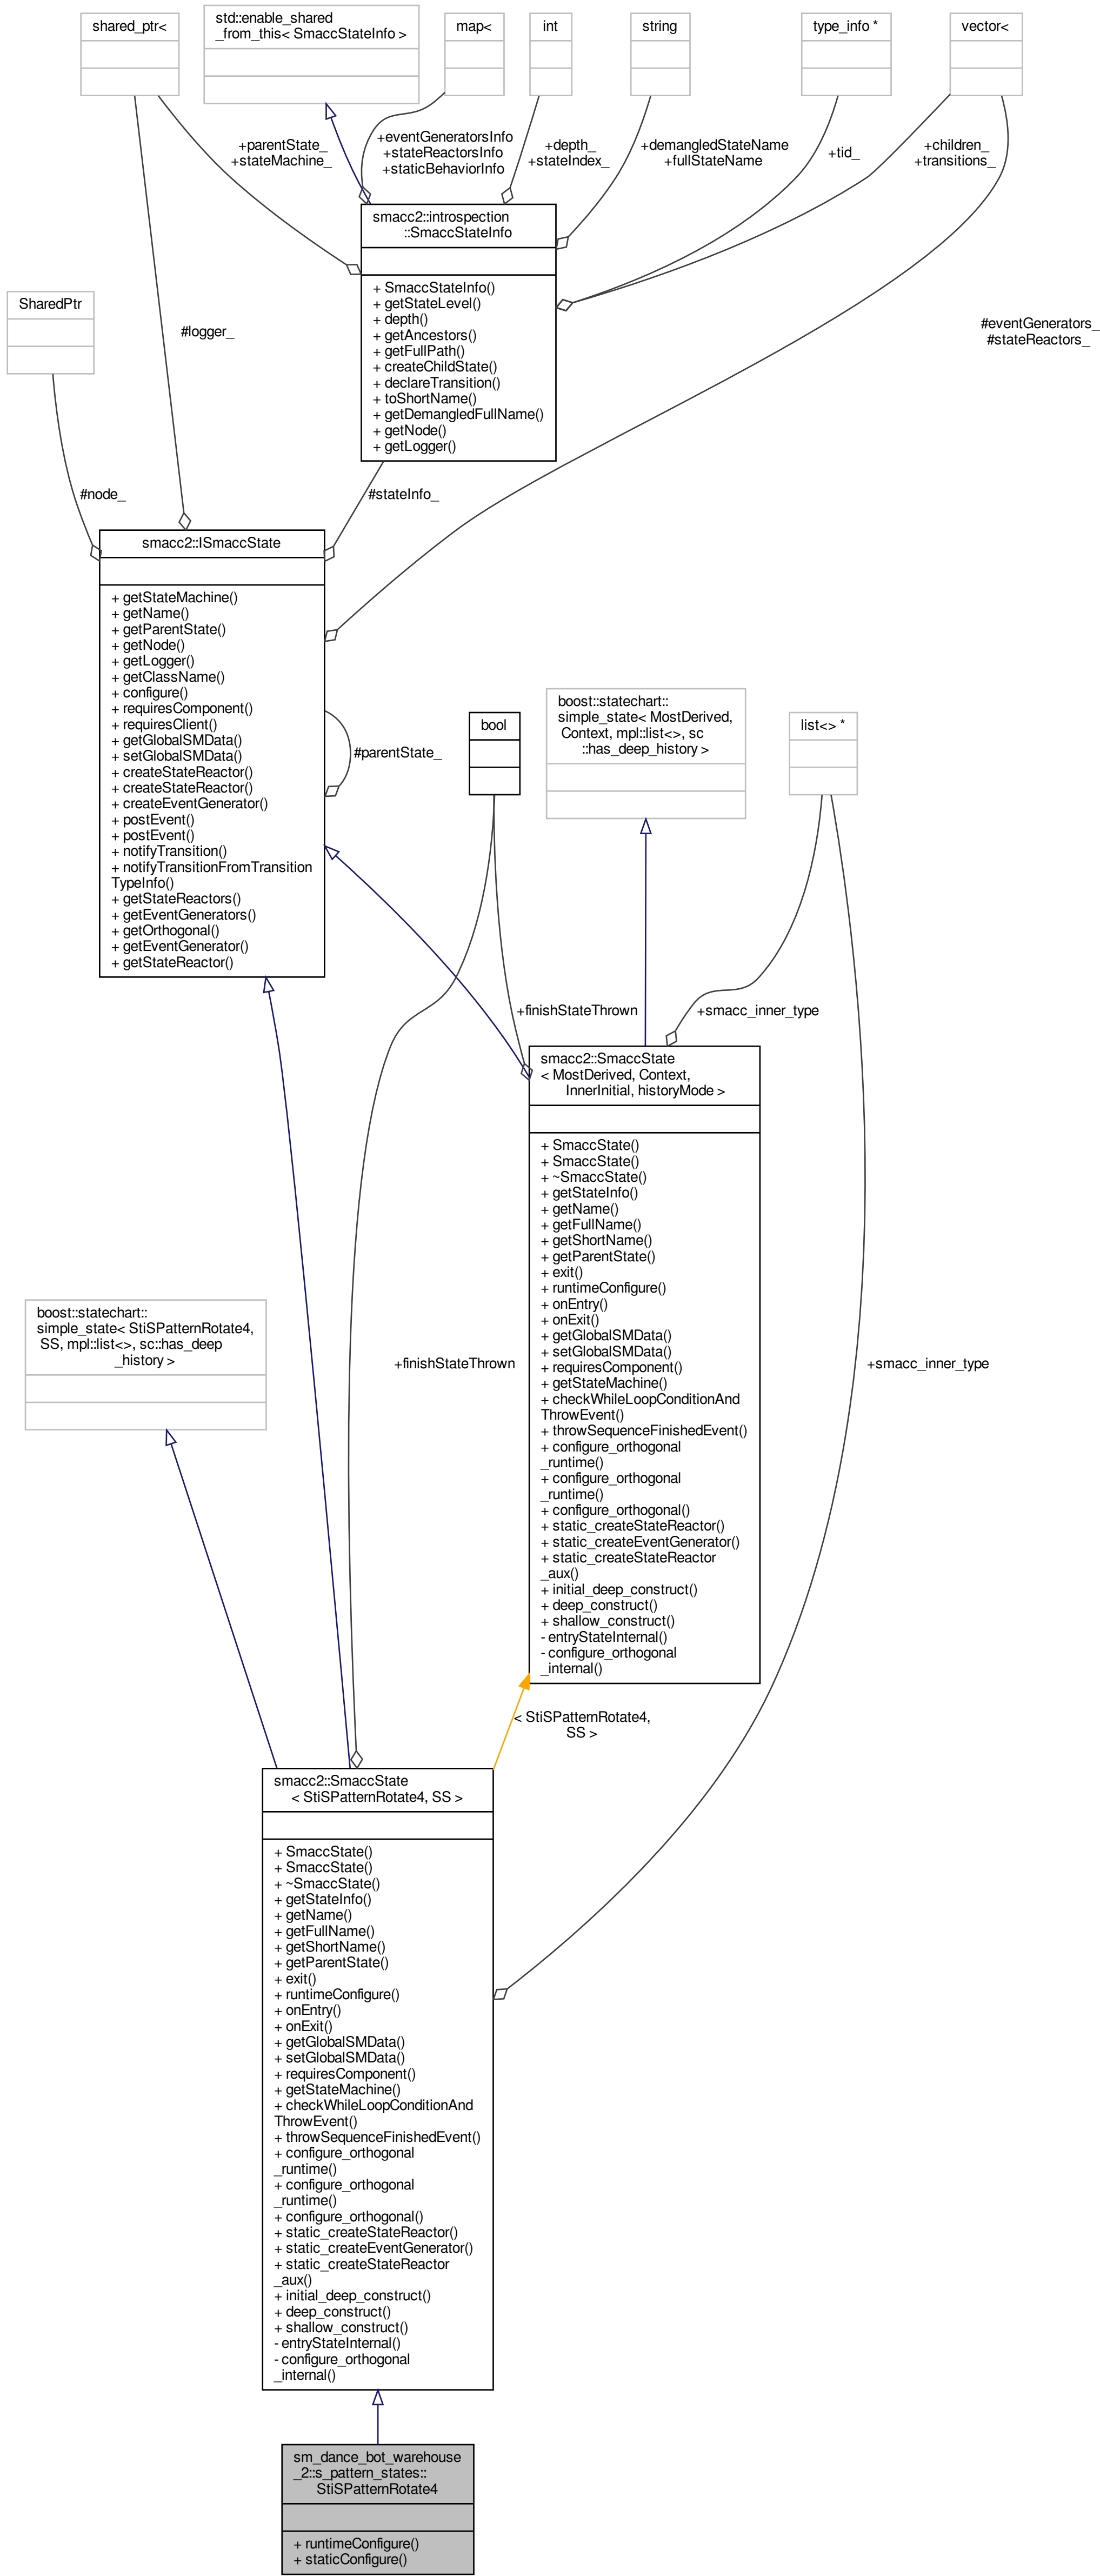 shared_ptr<
std::enable_shared
_from_this< SmaccStateInfo >
map<
int
string
type_info *
vector<
+parentState_
+stateMachine_
+eventGeneratorsInfo
+stateReactorsInfo
+staticBehaviorInfo
+depth_
+stateIndex_
+demangledStateName
+fullStateName
+tid_
+children_
+transitions_
smacc2::introspection
::SmaccStateInfo
+ SmaccStateInfo()
+ getStateLevel()
+ depth()
+ getAncestors()
+ getFullPath()
+ createChildState()
+ declareTransition()
+ toShortName()
+ getDemangledFullName()
+ getNode()
+ getLogger()
SharedPtr
#logger_
#eventGenerators_
#stateReactors_
#node_
#stateInfo_
smacc2::ISmaccState
+ getStateMachine()
+ getName()
+ getParentState()
+ getNode()
+ getLogger()
+ getClassName()
+ configure()
+ requiresComponent()
+ requiresClient()
+ getGlobalSMData()
+ setGlobalSMData()
+ createStateReactor()
+ createStateReactor()
+ createEventGenerator()
+ postEvent()
+ postEvent()
+ notifyTransition()
+ notifyTransitionFromTransition
TypeInfo()
+ getStateReactors()
+ getEventGenerators()
+ getOrthogonal()
+ getEventGenerator()
+ getStateReactor()
#parentState_
bool
boost::statechart::
simple_state< MostDerived,
Context, mpl::list<>, sc
::has_deep_history >
list<> *
+finishStateThrown
+smacc_inner_type
smacc2::SmaccState
< MostDerived, Context,
InnerInitial, historyMode >
+ SmaccState()
+ SmaccState()
+ ~SmaccState()
+ getStateInfo()
+ getName()
+ getFullName()
+ getShortName()
+ getParentState()
+ exit()
+ runtimeConfigure()
+ onEntry()
+ onExit()
+ getGlobalSMData()
+ setGlobalSMData()
+ requiresComponent()
+ getStateMachine()
+ checkWhileLoopConditionAnd
ThrowEvent()
+ throwSequenceFinishedEvent()
+ configure_orthogonal
_runtime()
+ configure_orthogonal
_runtime()
+ configure_orthogonal()
+ static_createStateReactor()
+ static_createEventGenerator()
+ static_createStateReactor
_aux()
+ initial_deep_construct()
+ deep_construct()
+ shallow_construct()
- entryStateInternal()
- configure_orthogonal
_internal()
boost::statechart::
simple_state< StiSPatternRotate4,
SS, mpl::list<>, sc::has_deep
_history >
+finishStateThrown
+smacc_inner_type
< StiSPatternRotate4,
SS >
smacc2::SmaccState
< StiSPatternRotate4, SS >
+ SmaccState()
+ SmaccState()
+ ~SmaccState()
+ getStateInfo()
+ getName()
+ getFullName()
+ getShortName()
+ getParentState()
+ exit()
+ runtimeConfigure()
+ onEntry()
+ onExit()
+ getGlobalSMData()
+ setGlobalSMData()
+ requiresComponent()
+ getStateMachine()
+ checkWhileLoopConditionAnd
ThrowEvent()
+ throwSequenceFinishedEvent()
+ configure_orthogonal
_runtime()
+ configure_orthogonal
_runtime()
+ configure_orthogonal()
+ static_createStateReactor()
+ static_createEventGenerator()
+ static_createStateReactor
_aux()
+ initial_deep_construct()
+ deep_construct()
+ shallow_construct()
- entryStateInternal()
- configure_orthogonal
_internal()
sm_dance_bot_warehouse
_2::s_pattern_states::
StiSPatternRotate4
+ runtimeConfigure()
+ staticConfigure()